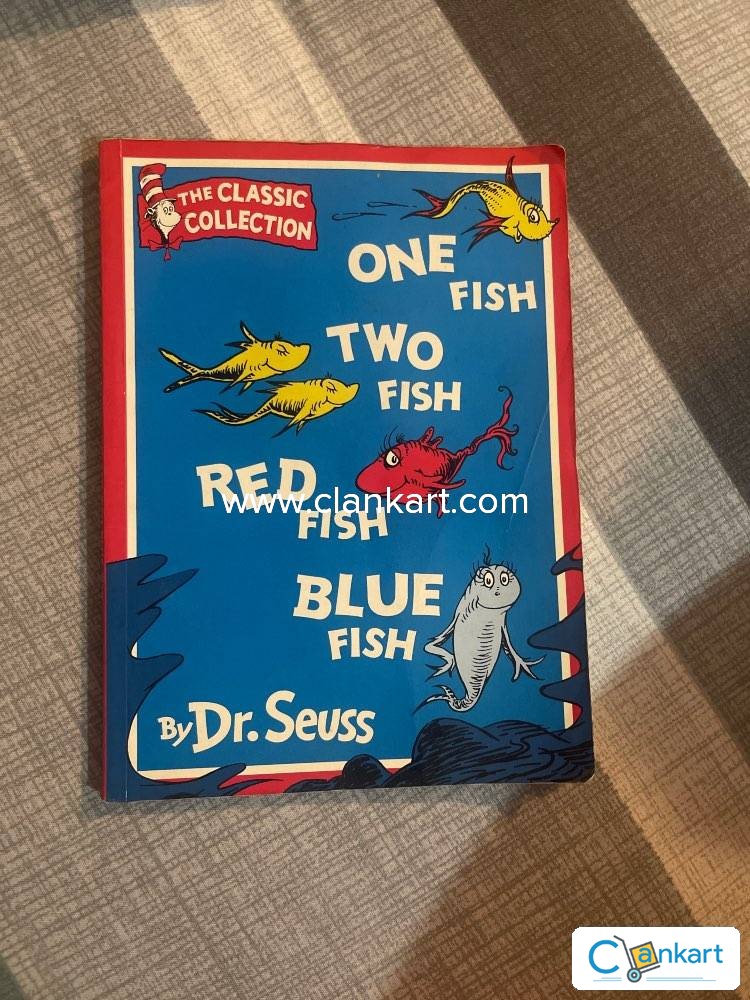 THE CLASSIC
COLLECTION
ONE
FISH
TWO
FISH
RED
www.clankart.com
FISH
BLUE
FISH
By Dr. Seuss
Clankart